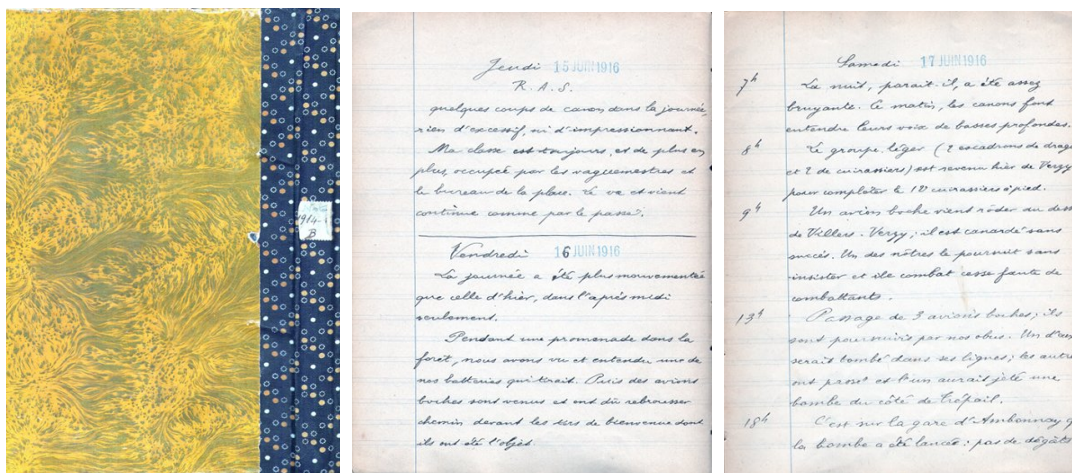 1914-
B
Jeudi 15 JUIN 1916
R. A. S.
quelques coups de canon dans la journée,
rien d'excessif, ni d'impressionnant.
Ma classe est toujours, et de plus en
plus, occupée par les vaguemestres et
le bureau de la place. Le va et vient
continue comme par le passé.
Vendredi 16 JUIN 1916
La journée a été plus mouvementée
que celle d'hier, dans l'après midi
seulement.
Pendant une promenade dans la
forêt, nous avons vu et entendu une de
nos batteries qui tirait. Puis des avions
boches sont venus et ont dû rebrousser
chemin devant les tirs de bienvenue dont
ils ont été l'objet.
Samedi 17 JUIN 1916
7h La nuit, parait-il, a été assez
bruyante. Ce matin, les canons font
entendre leurs voix de basses profondes.
8h Le groupe léger (2 escadrons de drag
et 2 de cuirassiers) est revenu hier de Verzy
pour compléter le 12 cuirassiers à pied.
9h Un avion boche vient rôder au dess
de Villers-Verzy; il est canardé sans
succès. Un des nôtres le poursuit sans
insister et le combat cesse faute de
combattants.
13h Passage de 3 avions boches; ils
sont poursuivis par nos obus. Un d'eux
serait tombé dans ses lignes; les autre
ont passé et l'un aurait jeté une
bombe du côté de Trépail.
18h C'est sur la gare d'Ambonnay q
la bombe a été lancée: pas de dégâts